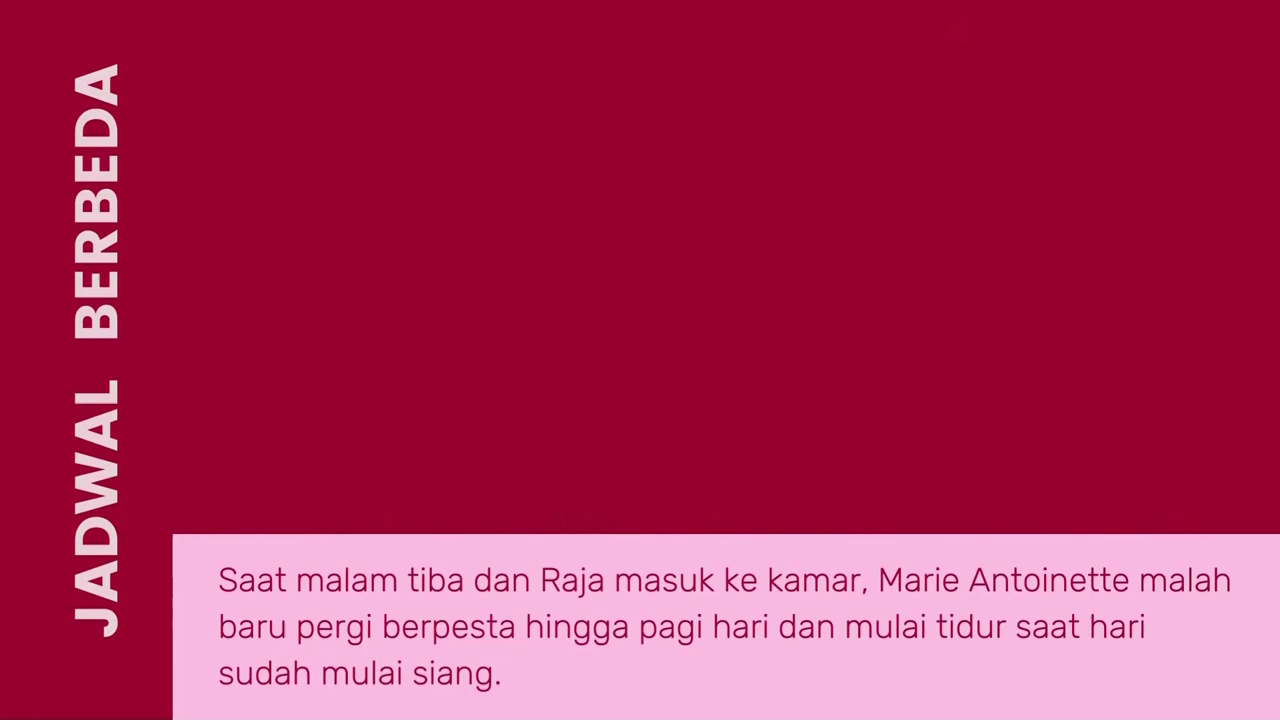 JADWAL BERBEDA
Saat malam tiba dan Raja masuk ke kamar, Marie Antoinette malah
baru pergi berpesta hingga pagi hari dan mulai tidur saat hari
sudah mulai siang.